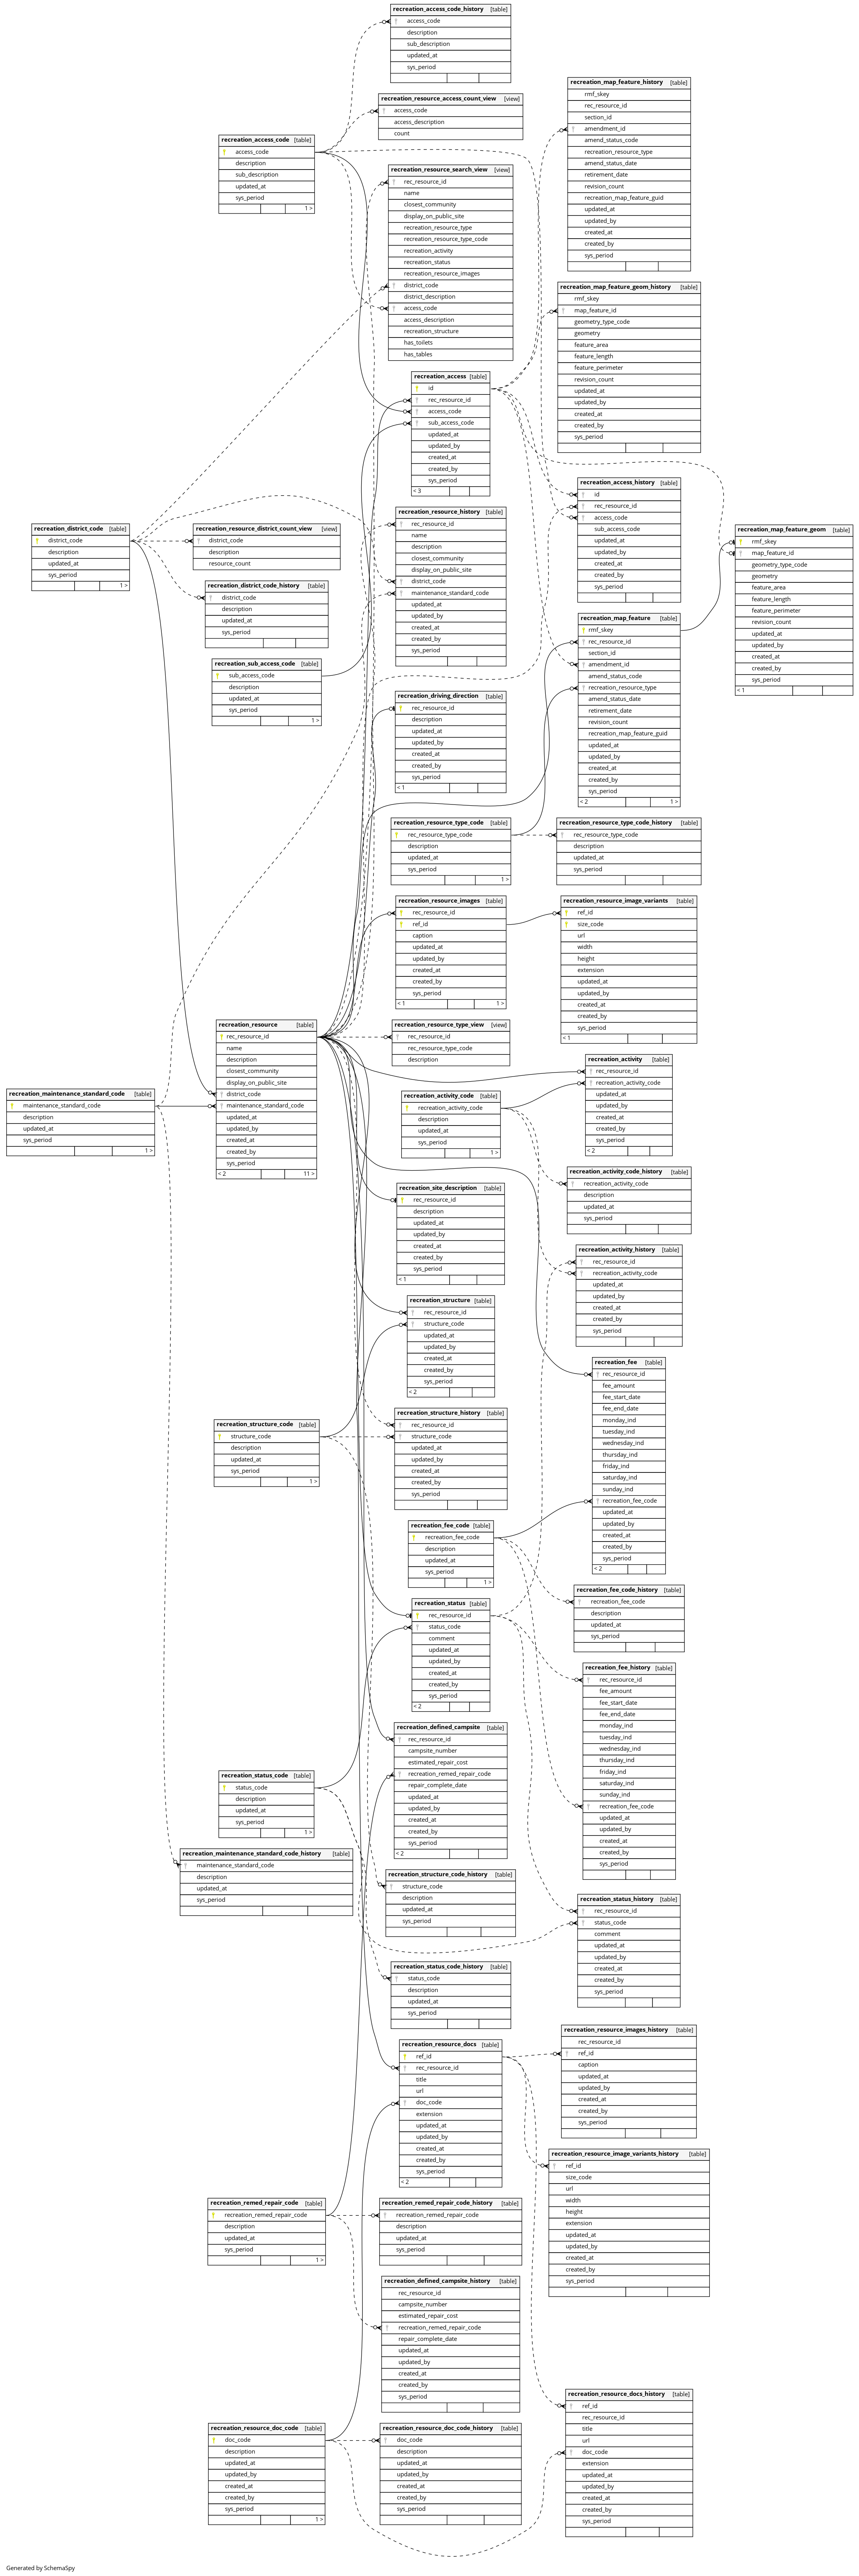 recreation_district_code [table]
district_code
description
updated_at
sys_period
1 >
recreation_maintenance_standard_code [table]
maintenance_standard_code
description
updated_at
sys_period
1 >
recreation_access_code [table]
access_code
description
sub_description
updated_at
sys_period
1 >
recreation_resource_district_count_view [view]
district_code
description
resource_count
recreation_district_code_history [table]
district_code
description
updated_at
sys_period
recreation_sub_access_code [table]
sub_access_code
description
updated_at
sys_period
1 >
recreation_resource [table]
rec_resource_id
name
description
closest_community
display_on_public_site
district_code
maintenance_standard_code
updated_at
updated_by
created_at
created_by
sys_period
< 2 11 >
recreation_structure_code [table]
structure_code
description
updated_at
sys_period
1 >
recreation_status_code [table]
status_code
description
updated_at
sys_period
1 >
recreation_maintenance_standard_code_history [table]
maintenance_standard_code
description
updated_at
sys_period
recreation_remed_repair_code [table]
recreation_remed_repair_code
description
updated_at
sys_period
1 >
recreation_resource_doc_code [table]
doc_code
description
updated_at
updated_by
created_at
created_by
sys_period
1 >
recreation_access_code_history [table]
access_code
description
sub_description
updated_at
sys_period
recreation_resource_access_count_view [view]
access_code
access_description
count
recreation_resource_search_view [view]
rec_resource_id
name
closest_community
display_on_public_site
recreation_resource_type
recreation_resource_type_code
recreation_activity
recreation_status
recreation_resource_images
district_code
district_description
access_code
access_description
recreation_structure
has_toilets
has_tables
recreation_access [table]
id
rec_resource_id
access_code
sub_access_code
updated_at
updated_by
created_at
created_by
sys_period
< 3
recreation_resource_history [table]
rec_resource_id
name
description
closest_community
display_on_public_site
district_code
maintenance_standard_code
updated_at
updated_by
created_at
created_by
sys_period
recreation_driving_direction [table]
rec_resource_id
description
updated_at
updated_by
created_at
created_by
sys_period
< 1
recreation_resource_type_code [table]
rec_resource_type_code
description
updated_at
sys_period
1 >
recreation_resource_images [table]
rec_resource_id
ref_id
caption
updated_at
updated_by
created_at
created_by
sys_period
< 1 1 >
recreation_resource_type_view [view]
rec_resource_id
rec_resource_type_code
description
recreation_activity_code [table]
recreation_activity_code
description
updated_at
sys_period
1 >
recreation_site_description [table]
rec_resource_id
description
updated_at
updated_by
created_at
created_by
sys_period
< 1
recreation_structure [table]
rec_resource_id
structure_code
updated_at
updated_by
created_at
created_by
sys_period
< 2
recreation_structure_history [table]
rec_resource_id
structure_code
updated_at
updated_by
created_at
created_by
sys_period
recreation_fee_code [table]
recreation_fee_code
description
updated_at
sys_period
1 >
recreation_status [table]
rec_resource_id
status_code
comment
updated_at
updated_by
created_at
created_by
sys_period
< 2
recreation_defined_campsite [table]
rec_resource_id
campsite_number
estimated_repair_cost
recreation_remed_repair_code
repair_complete_date
updated_at
updated_by
created_at
created_by
sys_period
< 2
recreation_structure_code_history [table]
structure_code
description
updated_at
sys_period
recreation_status_code_history [table]
status_code
description
updated_at
sys_period
recreation_resource_docs [table]
ref_id
rec_resource_id
title
url
doc_code
extension
updated_at
updated_by
created_at
created_by
sys_period
< 2
recreation_remed_repair_code_history [table]
recreation_remed_repair_code
description
updated_at
sys_period
recreation_defined_campsite_history [table]
rec_resource_id
campsite_number
estimated_repair_cost
recreation_remed_repair_code
repair_complete_date
updated_at
updated_by
created_at
created_by
sys_period
recreation_resource_doc_code_history [table]
doc_code
description
updated_at
updated_by
created_at
created_by
sys_period
recreation_map_feature_history [table]
rmf_skey
rec_resource_id
section_id
amendment_id
amend_status_code
recreation_resource_type
amend_status_date
retirement_date
revision_count
recreation_map_feature_guid
updated_at
updated_by
created_at
created_by
sys_period
recreation_map_feature_geom_history [table]
rmf_skey
map_feature_id
geometry_type_code
geometry
feature_area
feature_length
feature_perimeter
revision_count
updated_at
updated_by
created_at
created_by
sys_period
recreation_access_history [table]
id
rec_resource_id
access_code
sub_access_code
updated_at
updated_by
created_at
created_by
sys_period
recreation_map_feature [table]
rmf_skey
rec_resource_id
section_id
amendment_id
amend_status_code
recreation_resource_type
amend_status_date
retirement_date
revision_count
recreation_map_feature_guid
updated_at
updated_by
created_at
created_by
sys_period
< 2 1 >
recreation_resource_type_code_history [table]
rec_resource_type_code
description
updated_at
sys_period
recreation_resource_image_variants [table]
ref_id
size_code
url
width
height
extension
updated_at
updated_by
created_at
created_by
sys_period
< 1
recreation_activity [table]
rec_resource_id
recreation_activity_code
updated_at
updated_by
created_at
created_by
sys_period
< 2
recreation_activity_code_history [table]
recreation_activity_code
description
updated_at
sys_period
recreation_activity_history [table]
rec_resource_id
recreation_activity_code
updated_at
updated_by
created_at
created_by
sys_period
recreation_fee [table]
rec_resource_id
fee_amount
fee_start_date
fee_end_date
monday_ind
tuesday_ind
wednesday_ind
thursday_ind
friday_ind
saturday_ind
sunday_ind
recreation_fee_code
updated_at
updated_by
created_at
created_by
sys_period
< 2
recreation_fee_code_history [table]
recreation_fee_code
description
updated_at
sys_period
recreation_fee_history [table]
rec_resource_id
fee_amount
fee_start_date
fee_end_date
monday_ind
tuesday_ind
wednesday_ind
thursday_ind
friday_ind
saturday_ind
sunday_ind
recreation_fee_code
updated_at
updated_by
created_at
created_by
sys_period
recreation_status_history [table]
rec_resource_id
status_code
comment
updated_at
updated_by
created_at
created_by
sys_period
recreation_resource_images_history [table]
rec_resource_id
ref_id
caption
updated_at
updated_by
created_at
created_by
sys_period
recreation_resource_image_variants_history [table]
ref_id
size_code
url
width
height
extension
updated_at
updated_by
created_at
created_by
sys_period
recreation_resource_docs_history [table]
ref_id
rec_resource_id
title
url
doc_code
extension
updated_at
updated_by
created_at
created_by
sys_period
recreation_map_feature_geom [table]
rmf_skey
map_feature_id
geometry_type_code
geometry
feature_area
feature_length
feature_perimeter
revision_count
updated_at
updated_by
created_at
created_by
sys_period
< 1
Generated by SchemaSpy